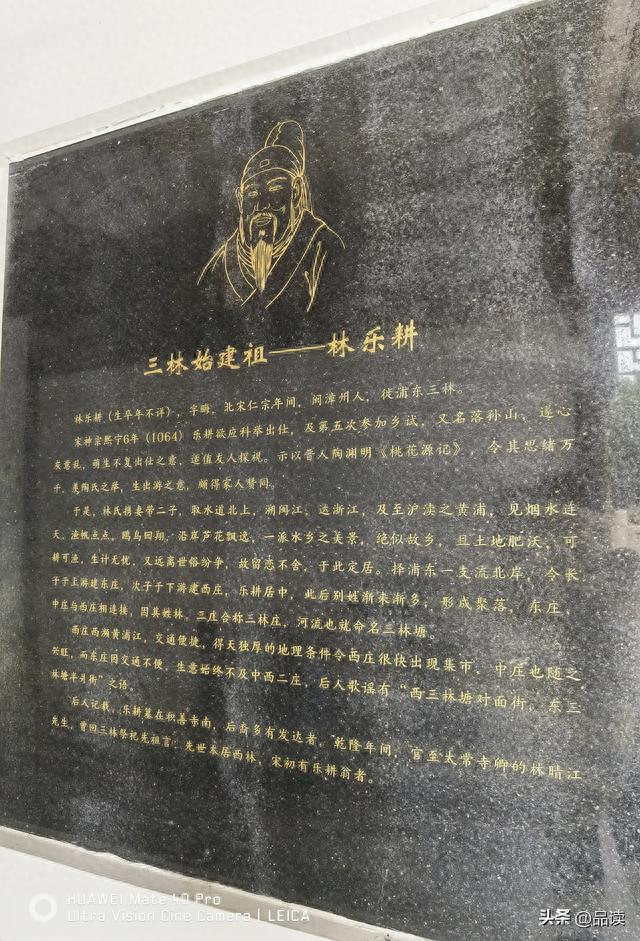 三林始建祖——林乐耕
林乐耕（生卒年不详），字晦，北宋仁宗年间，闽漳州人，徙浦东三林。
宋神宗熙宁6年（1064）乐耕欲应科举出仕，及第五次参加乡试，又名落孙山、遂心
灰意乱，萌生不复出仕之意，适值友人探视。示以晋人陶渊明《桃花源记》，令其思绪万
千。羡陶氏之举，生出游之意，颇得家人赞同。
于是，林氏携妻带二子，取水道北上，溯闽江，达浙江，及至沪渎之黄浦，见烟水连
天，渔帆点点，鸥鸟回翔，沿岸芦花飘逸，一派水乡之美景，绝似故乡，且土地肥沃，可
耕可渔，生计无忧，又远离世俗纷争，故留恋不舍，于此定居。择浦东一支流北岸，令长
子于上游建东庄，次子于下游建西庄，乐耕居中，此后别姓渐来渐多，形成聚落，东庄，
中庄与西庄相连接，因其姓林，三庄合称三林庄，河流也就命名三林塘。
西庄西濒黄浦江，交通便捷，得天独厚的地理条件令西庄很快出现集市，中庄也随之
兴旺，而东庄因交通不便，生意始终不及中西二庄，后人歌谣有“西三林塘对面街，东三
林塘半月街”之语。
后人记载，乐耕墓在积善寺南，后裔多有发达者，乾隆年间，官至太常寺卿的林晴江
先生，曾回三林祭祀先祖言：先世本居西林，宋初有乐耕翁者。
HUAWEI Mate 40 Pro
Ultra Vision Cine Camera | LEICA
头条 @品读